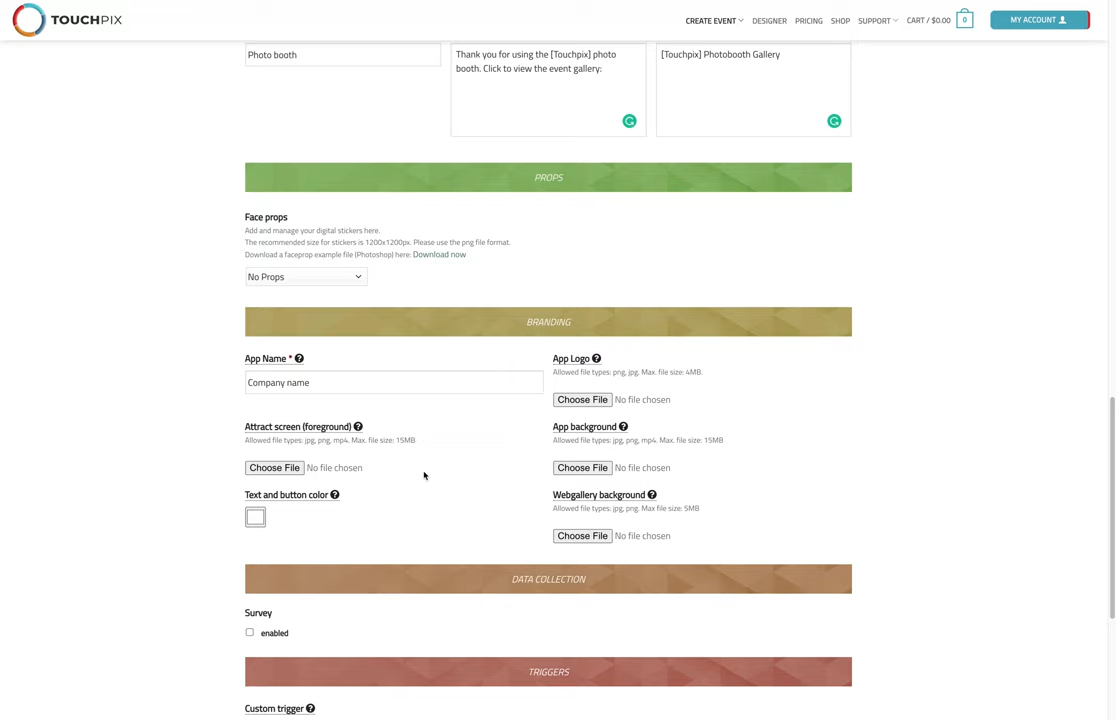 TOUCHPIX
CREATE EVENT DESIGNER PRICING SHOP SUPPORT CART / $0.00 0 MY ACCOUNT
Photo booth
Thank you for using the [Touchpix] photo
booth. Click to view the event gallery:
[Touchpix] Photobooth Gallery
PROPS
Face props
Add and manage your digital stickers here.
The recommended size for stickers is 1200x1200px. Please use the png file format.
Download a faceprop example file (Photoshop) here: Download now
No Props
BRANDING
App Name * ?
Company name
App Logo ?
Allowed file types: png, jpg. Max. file size: 4MB.
Choose File No file chosen
Attract screen (foreground) ?
Allowed file types: jpg, png, mp4. Max. file size: 15MB
Choose File No file chosen
App background ?
Allowed file types: jpg, png, mp4. Max. file size: 15MB
Choose File No file chosen
Text and button color ?
Webgallery background ?
Allowed file types: jpg, png. Max file size: 5MB
Choose File No file chosen
DATA COLLECTION
Survey
enabled
TRIGGERS
Custom trigger ?